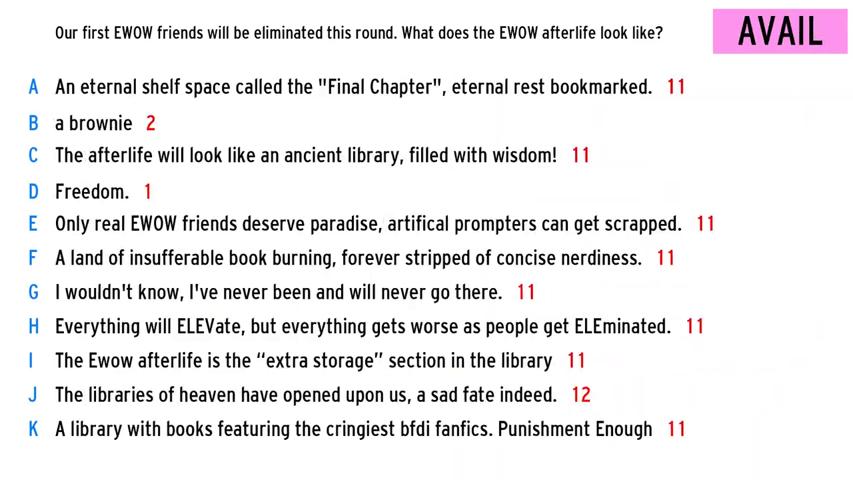 Our first EWOW friends will be eliminated this round. What does the EWOW afterlife look like?
AVAIL
A An eternal shelf space called the "Final Chapter", eternal rest bookmarked. 11
B a brownie 2
C The afterlife will look like an ancient library, filled with wisdom! 11
D Freedom. 1
E Only real EWOW friends deserve paradise, artifical prompters can get scrapped. 11
F A land of insufferable book burning, forever stripped of concise nerdiness. 11
G I wouldn't know, I've never been and will never go there. 11
H Everything will ELEVate, but everything gets worse as people get ELEminated. 11
I The Ewow afterlife is the “extra storage” section in the library 11
J The libraries of heaven have opened upon us, a sad fate indeed. 12
K A library with books featuring the cringiest bfdi fanfics. Punishment Enough 11